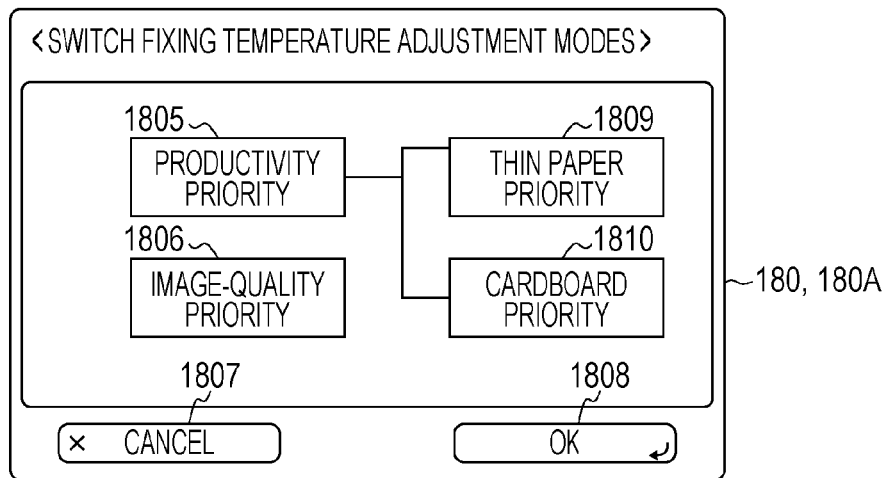 <SWITCH FIXING TEMPERATURE ADJUSTMENT MODES>
1805
1809
PRODUCTIVITY
PRIORITY
THIN PAPER
PRIORITY
1806
1810
IMAGE-QUALITY
PRIORITY
CARDBOARD
PRIORITY
180, 180A
1807
1808
× CANCEL
OK